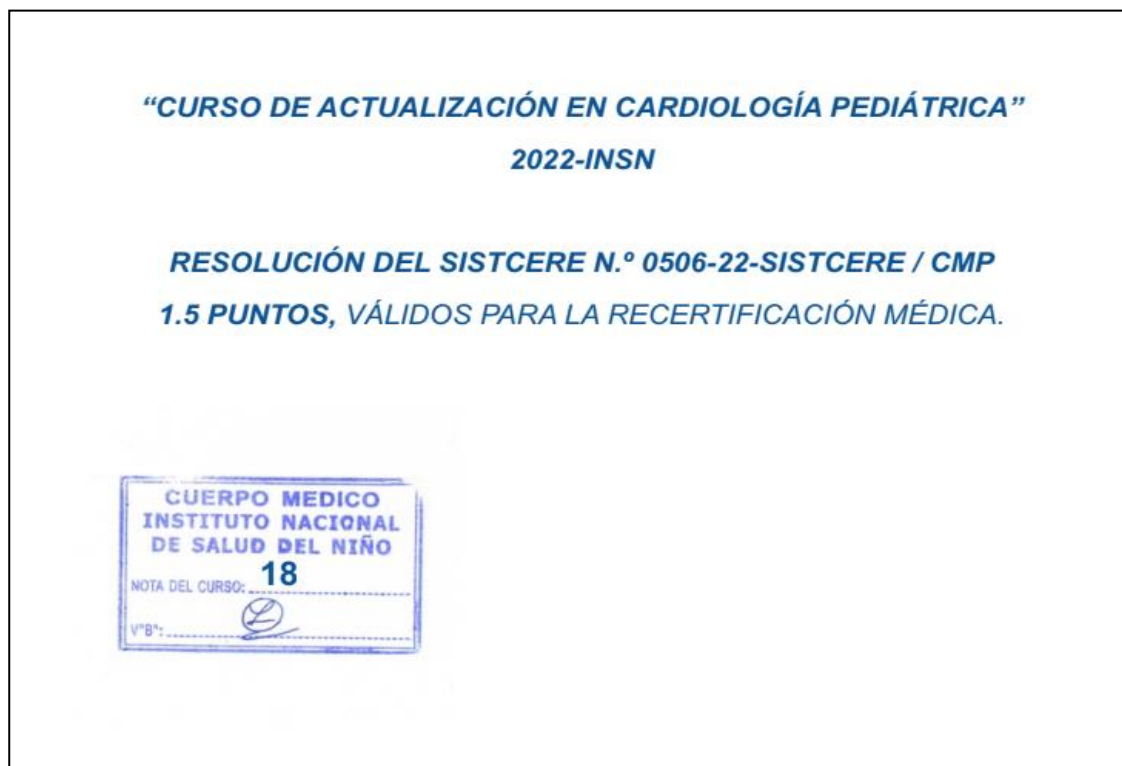 “CURSO DE ACTUALIZACIÓN EN CARDIOLOGÍA PEDIÁTRICA”
2022-INSN
RESOLUCIÓN DEL SISTCERE N.º 0506-22-SISTCERE / CMP
1.5 PUNTOS, VÁLIDOS PARA LA RECERTIFICACIÓN MÉDICA.
CUERPO MEDICO
INSTITUTO NACIONAL
DE SALUD DEL NIÑO
NOTA DEL CURSO: 18
V°B°: